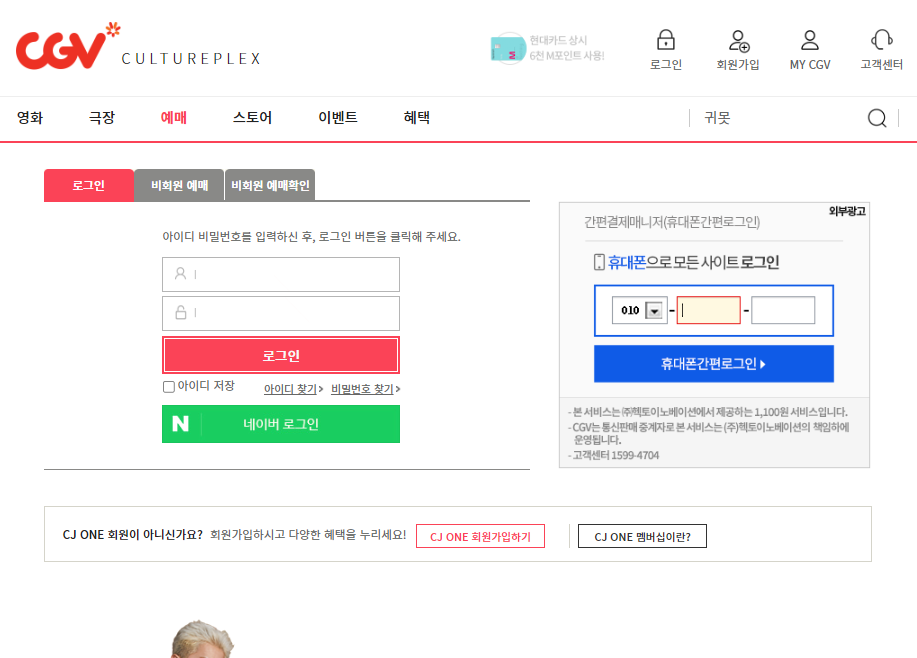 CGV
CULTUREPLEX
현대카드 상시
6천 M포인트 사용!
로그인
회원가입
MY CGV
고객센터
영화
극장
예매
스토어
이벤트
혜택
귀못
로그인
비회원 예매
비회원 예매확인
아이디 비밀번호를 입력하신 후, 로그인 버튼을 클릭해 주세요.
로그인
아이디 저장
아이디 찾기>
비밀번호 찾기>
N 네이버 로그인
외부광고
간편결제매니저(휴대폰간편로그인)
휴대폰으로 모든 사이트 로그인
010 - -
휴대폰간편로그인
- 본 서비스는 ㈜헥토이노베이션에서 제공하는 1,100원 서비스입니다.
- CGV는 통신판매 중계자로 본 서비스는 (주)헥토이노베이션의 책임하에
운영됩니다.
- 고객센터 1599-4704
CJ ONE 회원이 아니신가요? 회원가입하시고 다양한 혜택을 누리세요!
CJ ONE 회원가입하기
CJ ONE 멤버십이란?